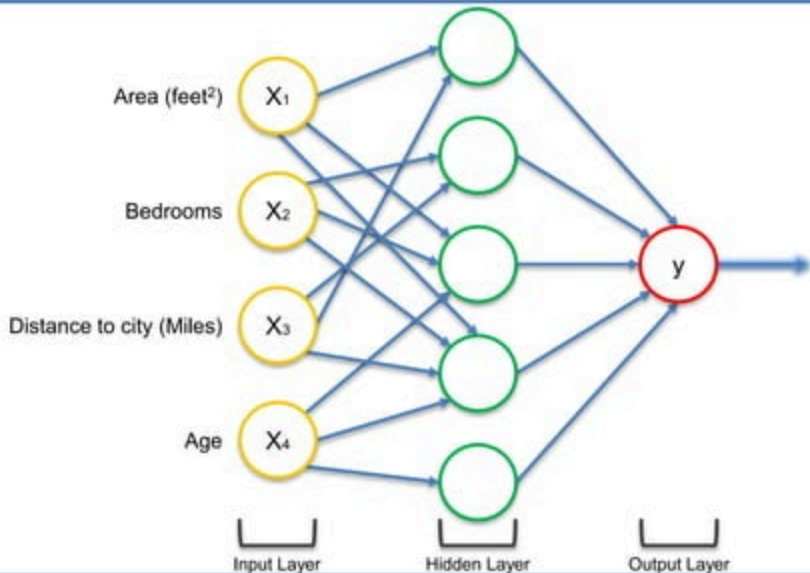 Area (feet²)
X₁
Bedrooms
X₂
Distance to city (Miles)
X₃
Age
X₄
y
Input Layer
Hidden Layer
Output Layer